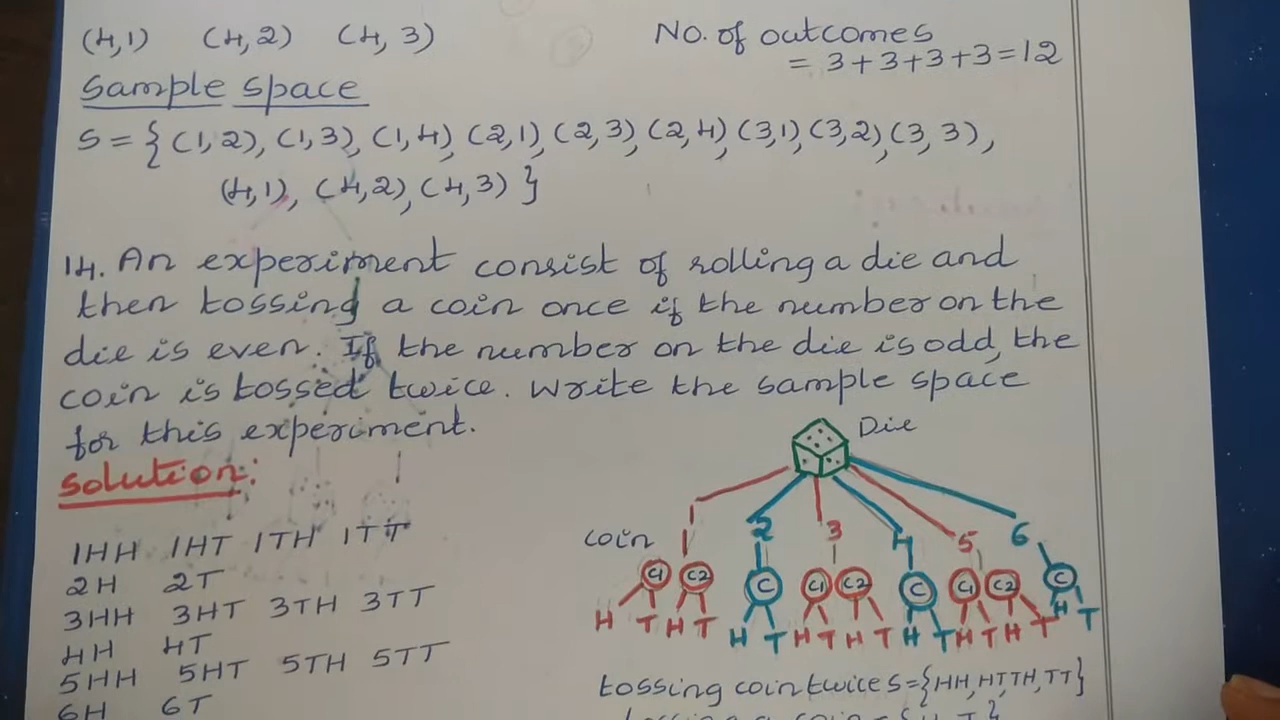 (4,1) (4,2) (4,3)
No. of outcomes
= 3+3+3+3=12
Sample space
S = { (1,2), (1,3), (1,4), (2,1), (2,3), (2,4), (3,1), (3,2), (3,3),
(4,1), (4,2), (4,3) }
14. An experiment consist of rolling a die and
then tossing a coin once if the number on the
die is even. If the number on the die is odd, the
coin is tossed twice. Write the sample space
for this experiment.
Solution:
1HH 1HT 1TH 1TT
2H 2T
3HH 3HT 3TH 3TT
4H 4T
5HH 5HT 5TH 5TT
6H 6T
Die
coin 1 2 3 4 5 6
C1 C2 C C1 C2 C C1 C2 C
H T H T H T H T H T H T H T H T H T
tossing coin twice S={HH,HT,TH,TT}